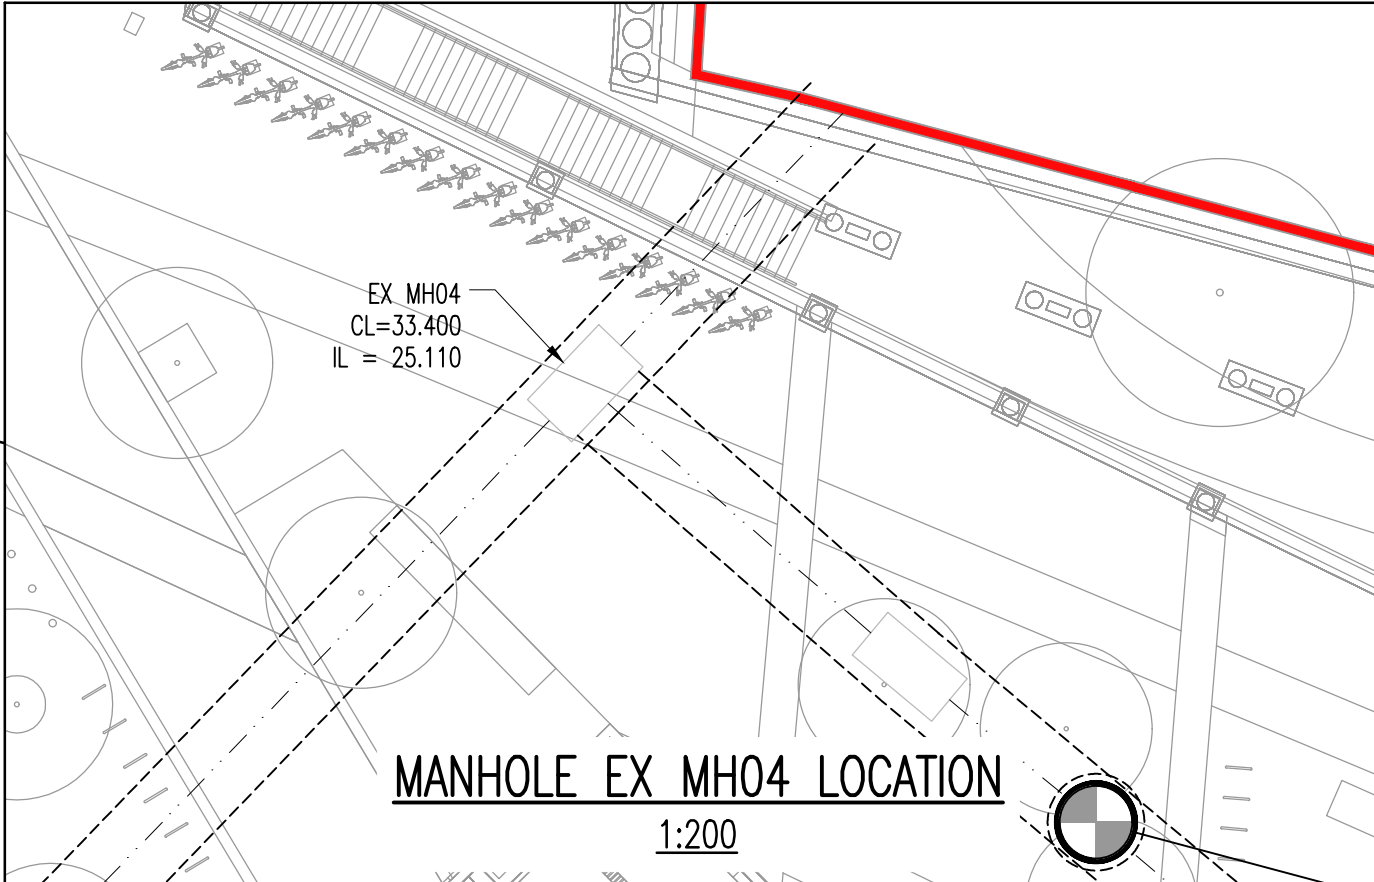 EX MH04
CL=33.400
IL = 25.110
MANHOLE EX MH04 LOCATION
1:200